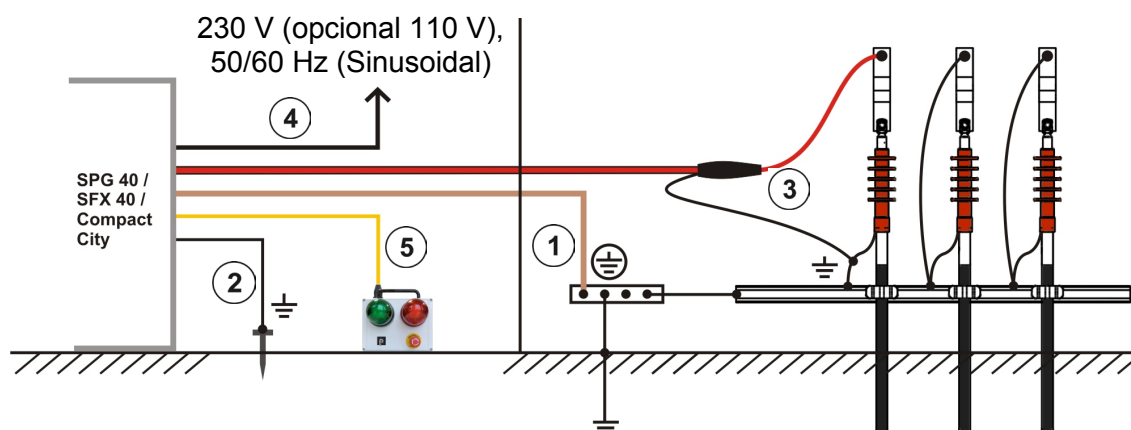 230 V (opcional 110 V),
50/60 Hz (Sinusoidal)
4
SPG 40 /
SFX 40 /
Compact
City
3
5
1
2